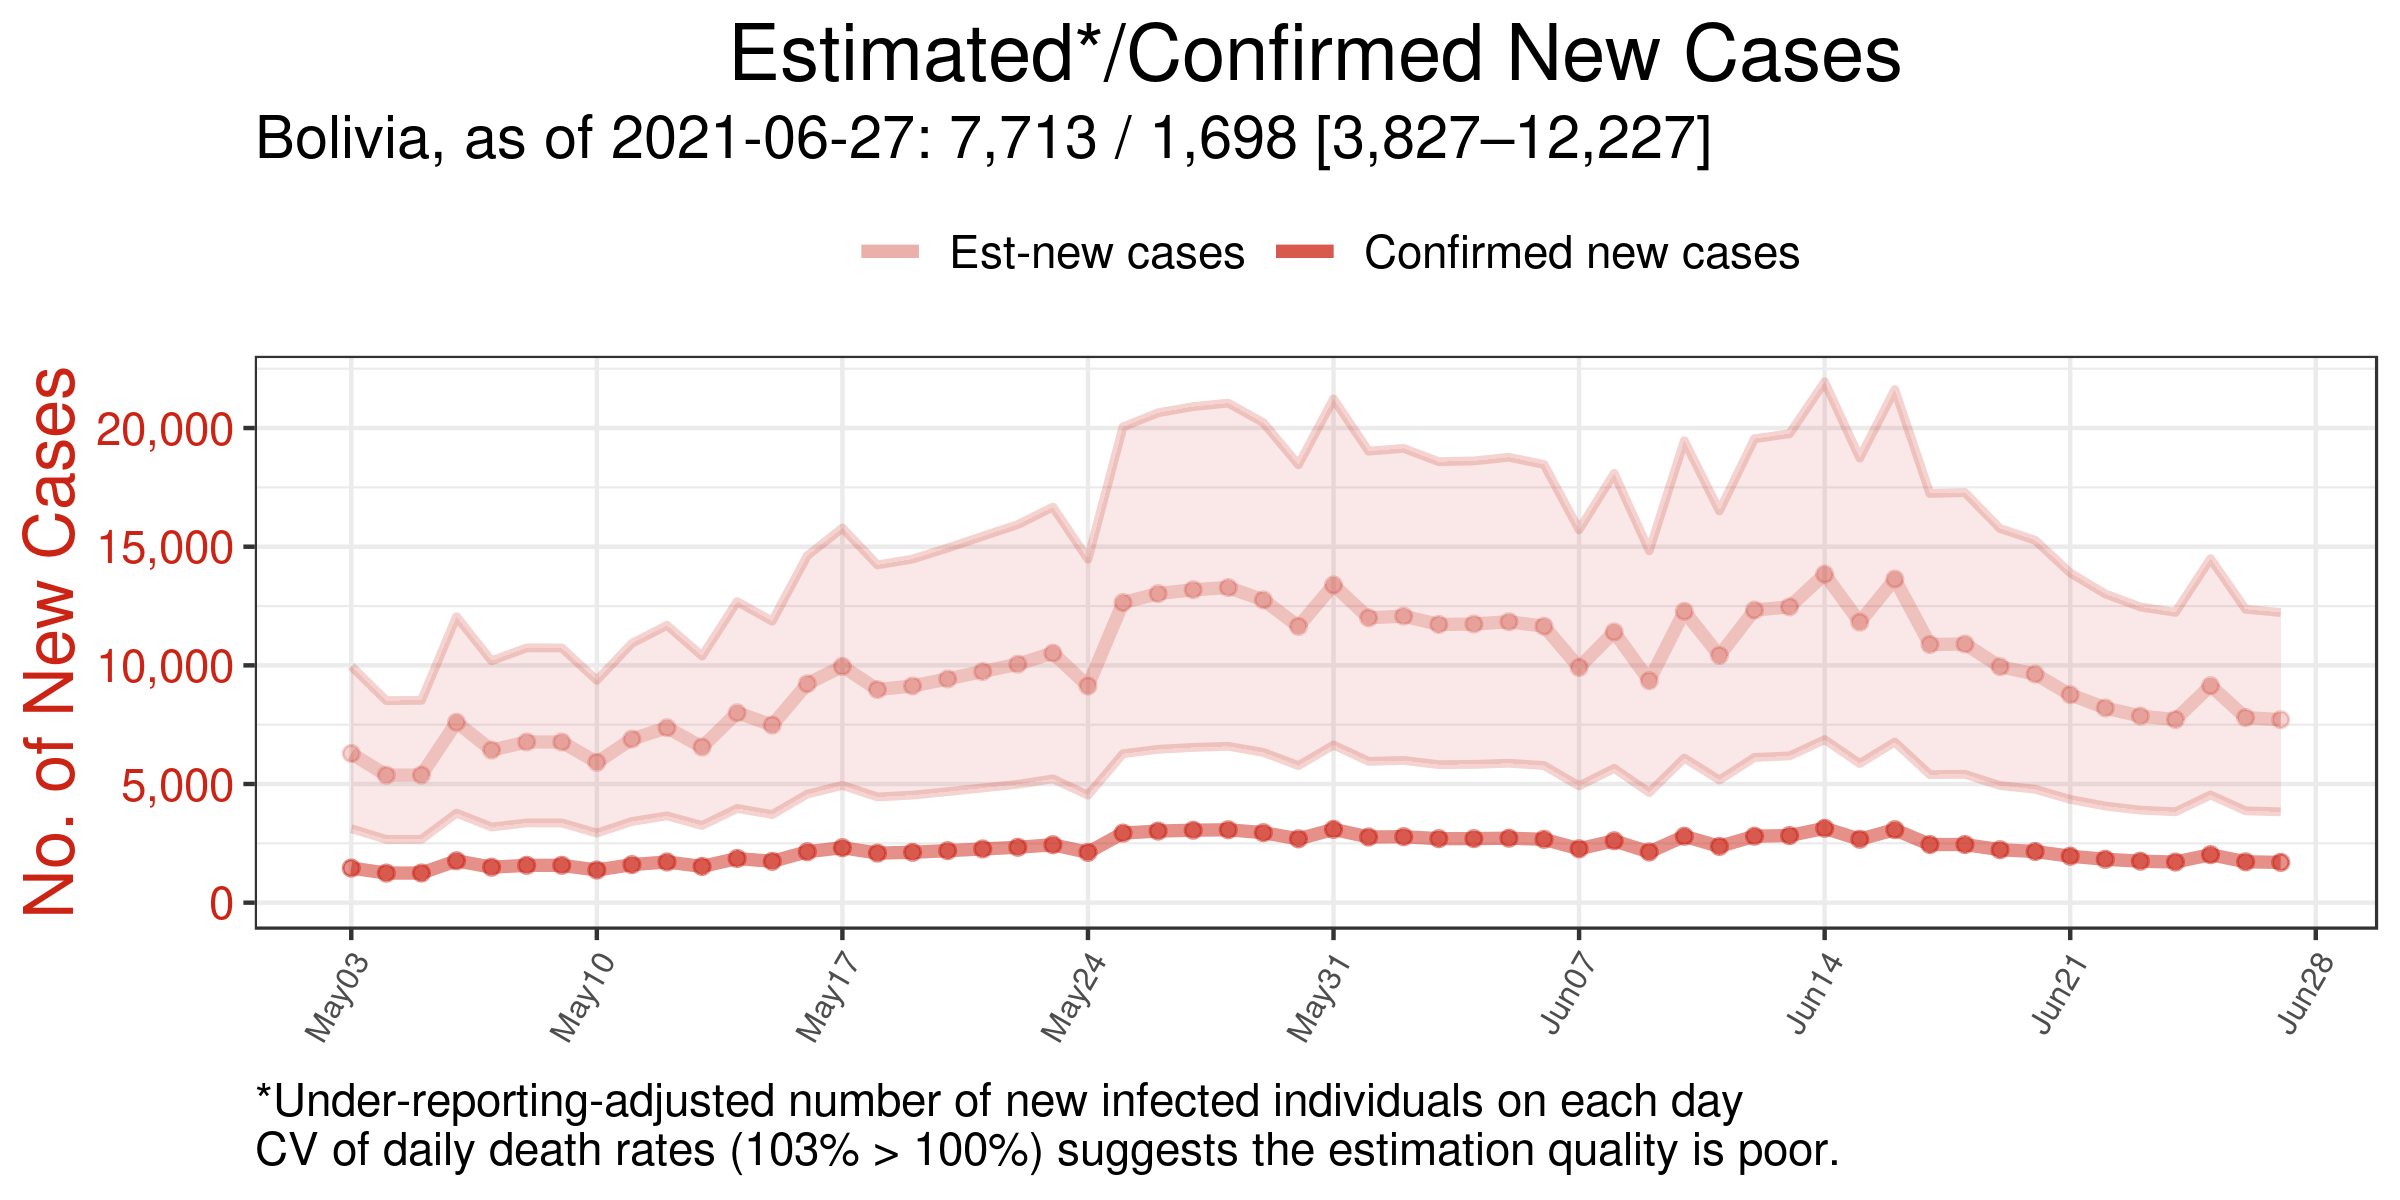 Estimated*/Confirmed New Cases
Bolivia, as of 2021-06-27: 7,713 / 1,698 [3,827–12,227]
Est-new cases Confirmed new cases
No. of New Cases
20,000
15,000
10,000
5,000
0
May03 May10 May17 May24 May31 Jun07 Jun14 Jun21 Jun28
*Under-reporting-adjusted number of new infected individuals on each day
CV of daily death rates (103% > 100%) suggests the estimation quality is poor.